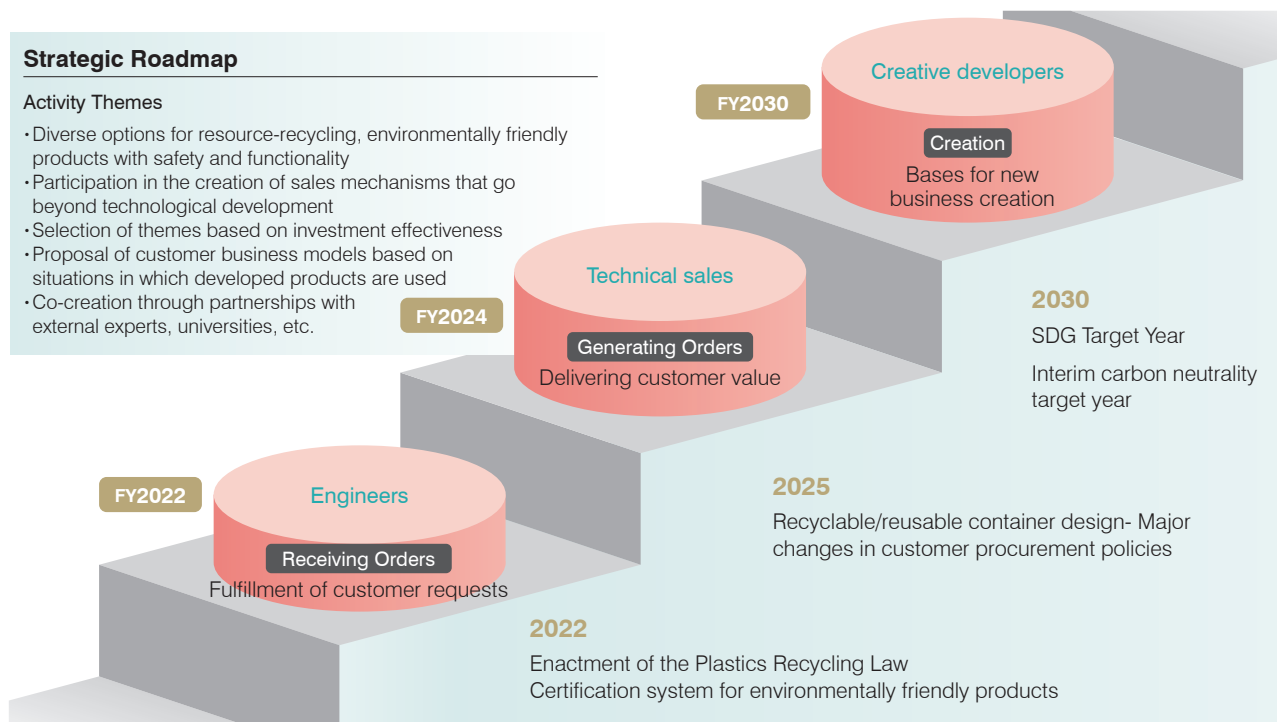 Strategic Roadmap
Activity Themes
・Diverse options for resource-recycling, environmentally friendly
products with safety and functionality
・Participation in the creation of sales mechanisms that go
beyond technological development
・Selection of themes based on investment effectiveness
・Proposal of customer business models based on
situations in which developed products are used
・Co-creation through partnerships with
external experts, universities, etc.
FY2022
Engineers
Receiving Orders
Fulfillment of customer requests
FY2024
Technical sales
Generating Orders
Delivering customer value
FY2030
Creative developers
Creation
Bases for new
business creation
2022
Enactment of the Plastics Recycling Law
Certification system for environmentally friendly products
2025
Recyclable/reusable container design- Major
changes in customer procurement policies
2030
SDG Target Year
Interim carbon neutrality
target year